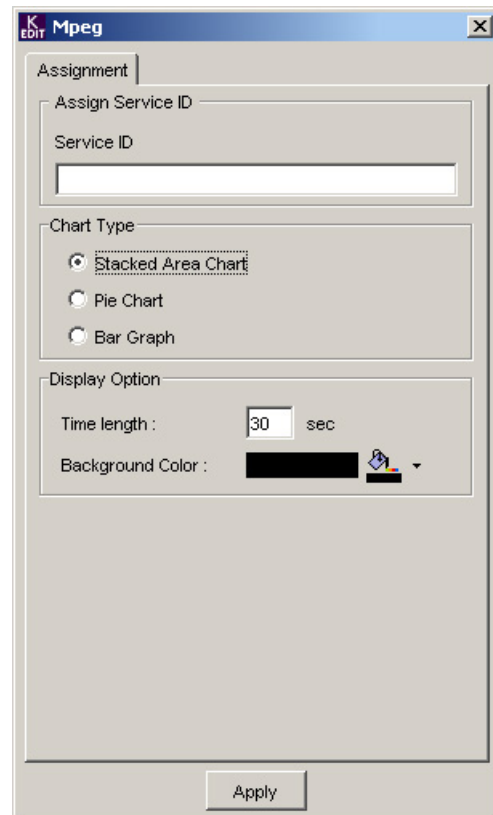 K
EDIT
Mpeg
Assignment
Assign Service ID
Service ID
Chart Type
Stacked Area Chart
Pie Chart
Bar Graph
Display Option
Time length : 30 sec
Background Color :
Apply